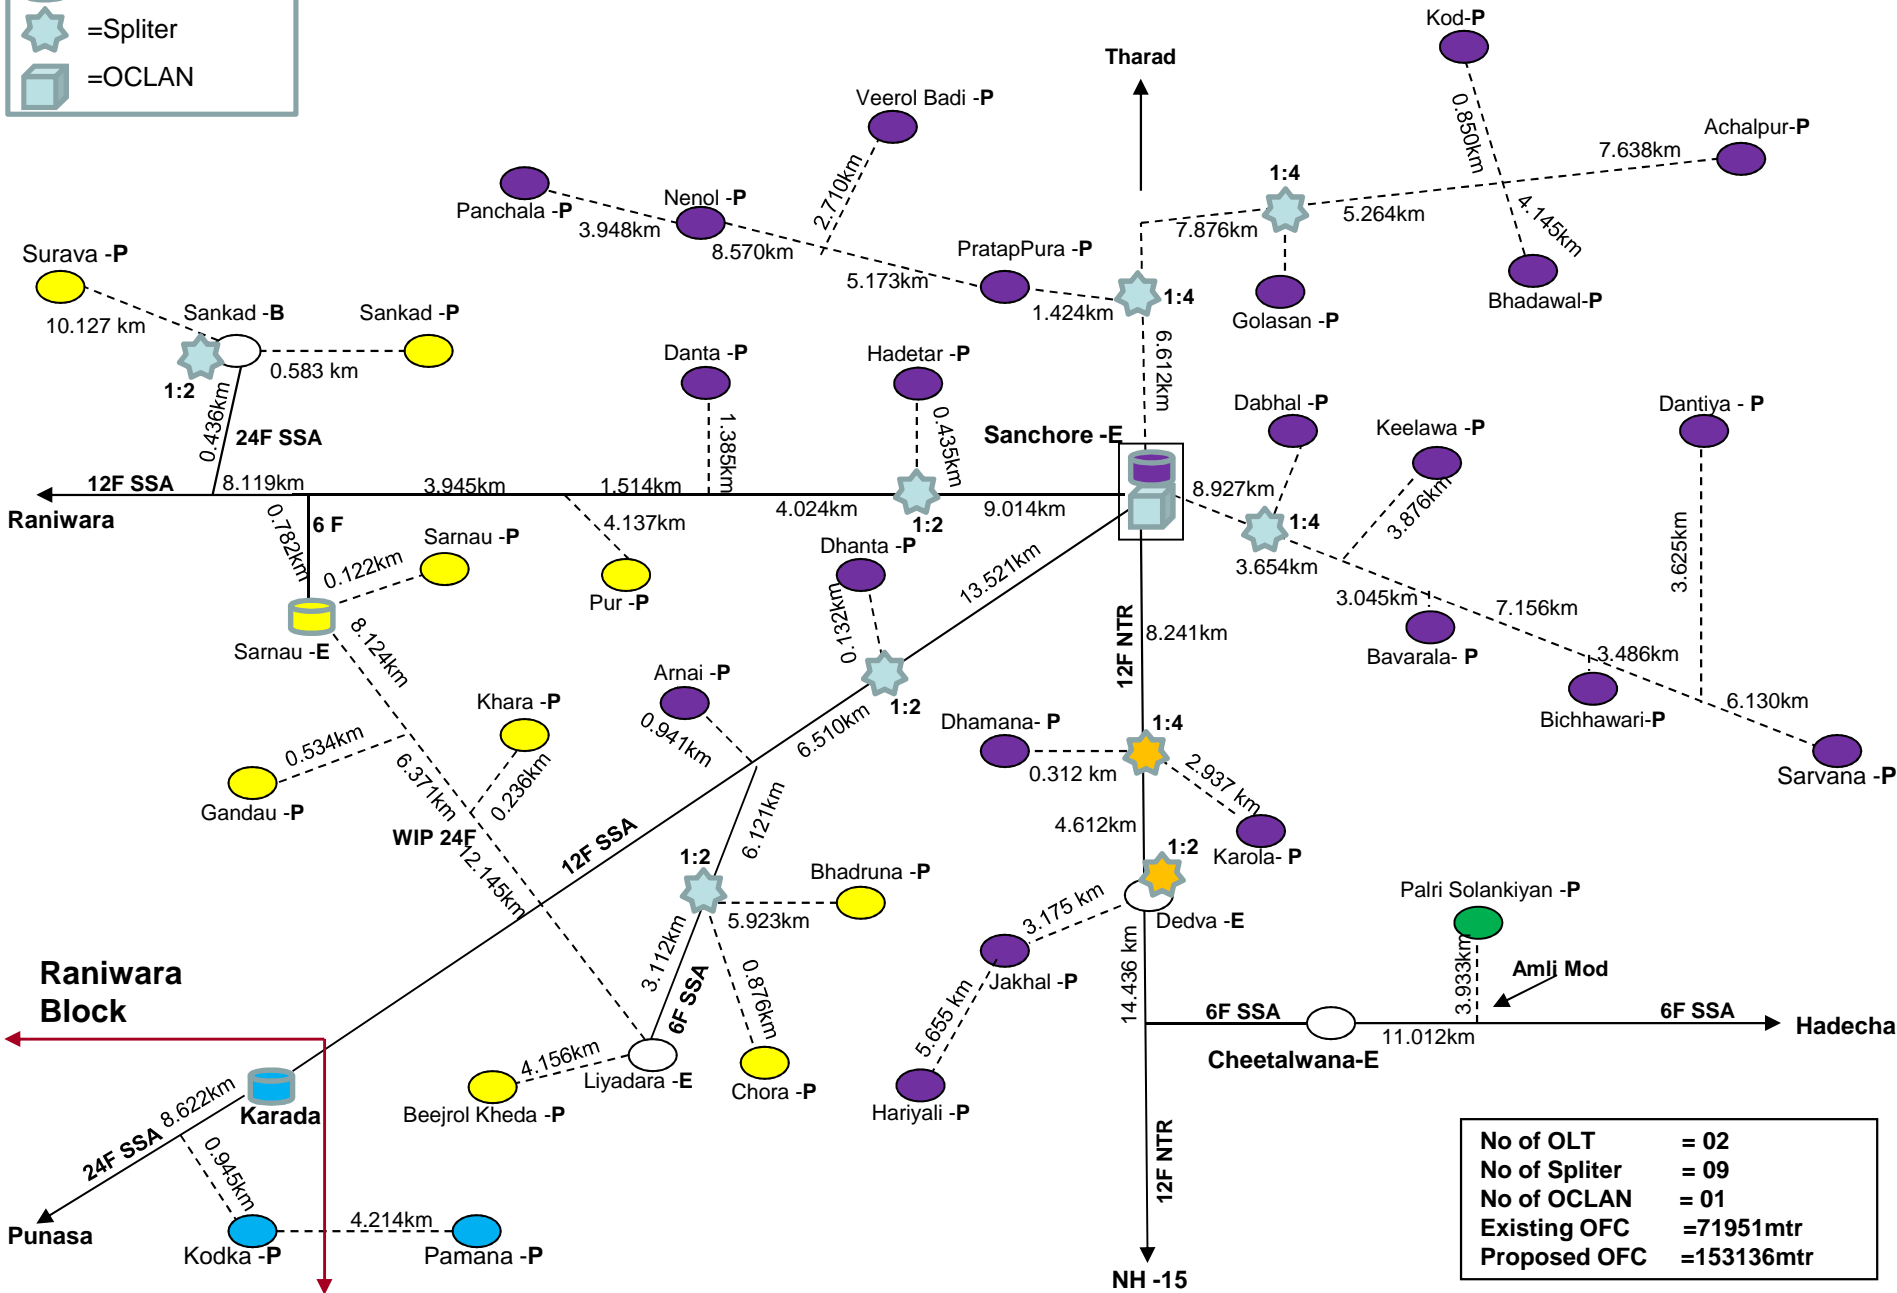 =Spliter
=OCLAN
Tharad
Kod-P
0.850km
Achalpur-P
7.638km
1:4
5.264km
4.145km
7.876km
Bhadawal-P
Golasan -P
Veerol Badi -P
2.710km
Panchala -P
Nenol -P
3.948km
8.570km
5.173km
PratapPura -P
1.424km
1:4
6.612km
Surava -P
10.127 km
Sankad -B
Sankad -P
0.583 km
1:2
0.436km
24F SSA
Danta -P
1.385km
Hadetar -P
0.435km
Sanchore -E
Dabhal -P
Keelawa -P
Dantiya - P
12F SSA
8.119km
3.945km
1.514km
4.024km
1:2
9.014km
8.927km
1:4
3.876km
3.654km
3.625km
Raniwara
0.782km
6 F
4.137km
Sarnau -P
0.122km
Pur -P
Dhanta -P
0.132km
13.521km
12F NTR
8.241km
3.045km
7.156km
Bavarala- P
3.486km
Bichhawari-P
6.130km
Sarvana -P
Sarnau -E
8.124km
Khara -P
0.236km
Arnai -P
0.941km
6.510km
1:2
Dhamana- P
0.312 km
1:4
2.937 km
Karola- P
0.534km
Gandau -P
6.371km
WIP 24F
12.145km
12F SSA
6.121km
4.612km
1:2
1:2
Bhadruna -P
5.923km
3.175 km
Dedva -E
Palri Solankiyan -P
3.933km
Amli Mod
Raniwara
Block
3.112km
6F SSA
0.876km
Jakhal -P
5.655 km
14.436 km
6F SSA
6F SSA
Hadecha
11.012km
Cheetalwana-E
4.156km
Liyadara -E
Chora -P
Beejrol Kheda -P
Hariyali -P
8.622km
Karada
24F SSA
0.945km
Punasa
Kodka -P
4.214km
Pamana -P
12F NTR
NH -15
No of OLT = 02
No of Spliter = 09
No of OCLAN = 01
Existing OFC =71951mtr
Proposed OFC =153136mtr